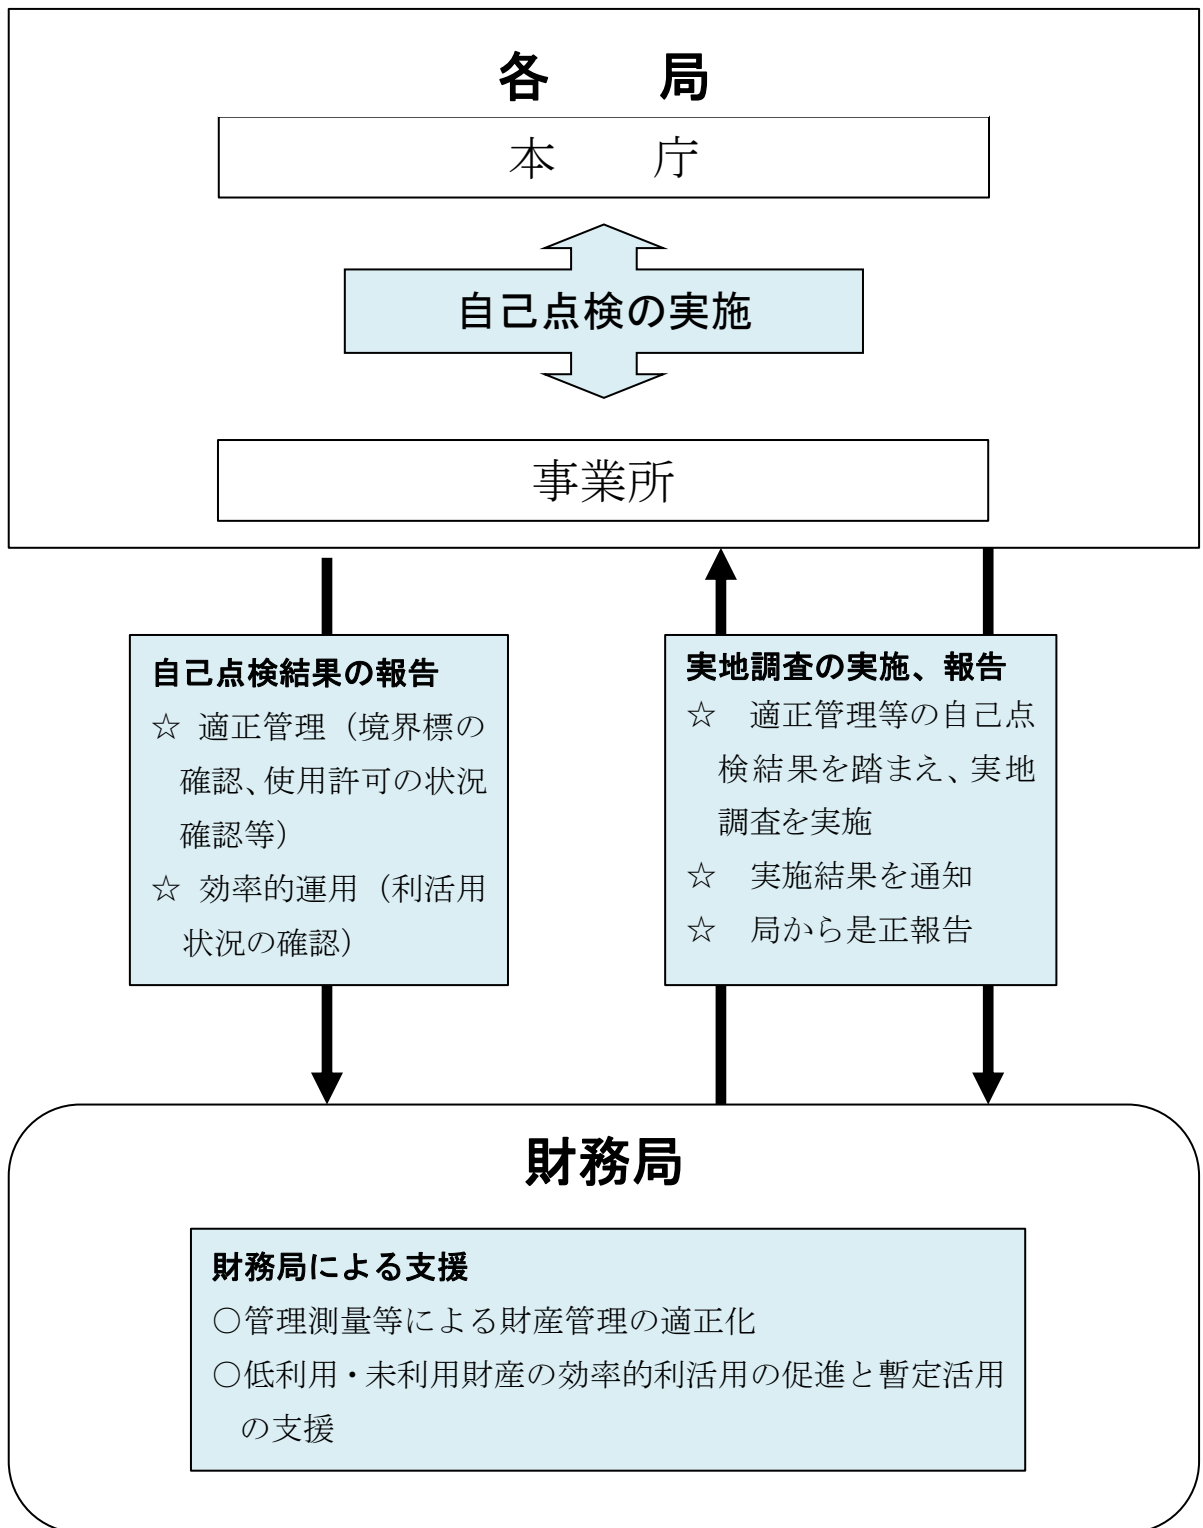 各　　局
本　　庁
自己点検の実施
事業所
自己点検結果の報告
☆ 適正管理（境界標の
確認、使用許可の状況
確認等）
☆ 効率的運用（利活用
状況の確認）
実地調査の実施、報告
☆　適正管理等の自己点
検結果を踏まえ、実地
調査を実施
☆　実施結果を通知
☆　局から是正報告
財務局
財務局による支援
○管理測量等による財産管理の適正化
○低利用・未利用財産の効率的利活用の促進と暫定活用
の支援